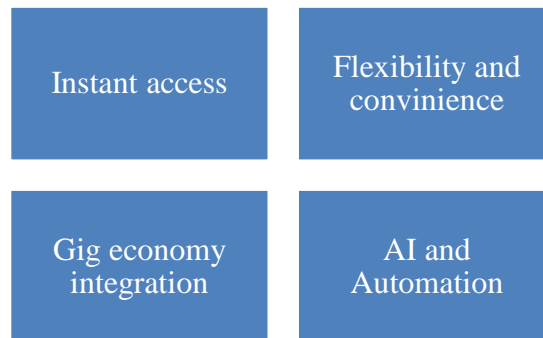 Instant access
Flexibility and
convinience
Gig economy
integration
AI and
Automation